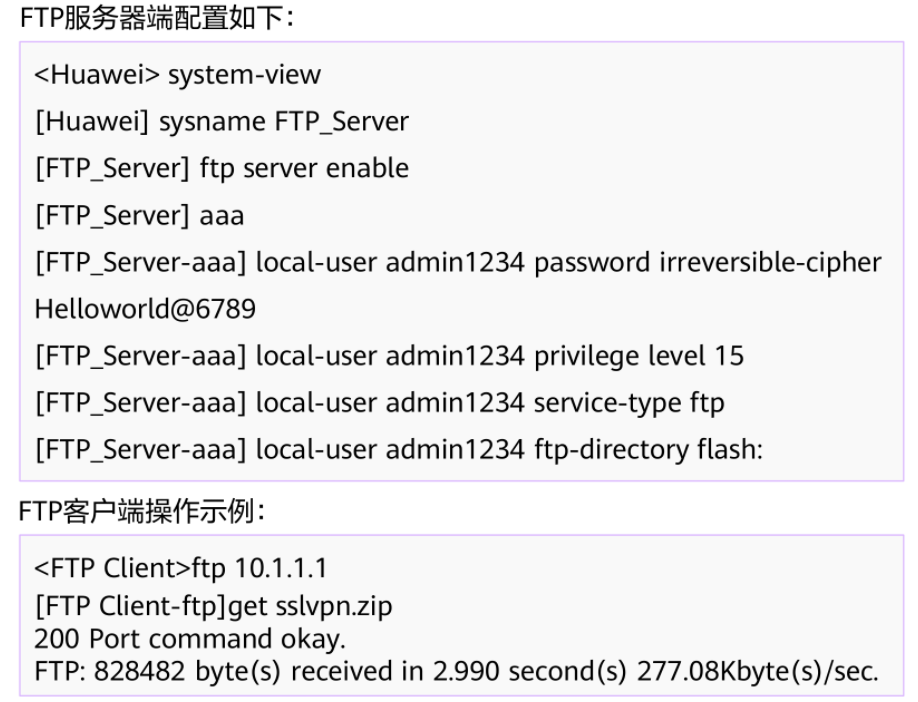 FTP服务器端配置如下：
<Huawei> system-view
[Huawei] sysname FTP_Server
[FTP_Server] ftp server enable
[FTP_Server] aaa
[FTP_Server-aaa] local-user admin1234 password irreversible-cipher
Helloworld@6789
[FTP_Server-aaa] local-user admin1234 privilege level 15
[FTP_Server-aaa] local-user admin1234 service-type ftp
[FTP_Server-aaa] local-user admin1234 ftp-directory flash:
FTP客户端操作示例：
<FTP Client>ftp 10.1.1.1
[FTP Client-ftp]get sslvpn.zip
200 Port command okay.
FTP: 828482 byte(s) received in 2.990 second(s) 277.08Kbyte(s)/sec.